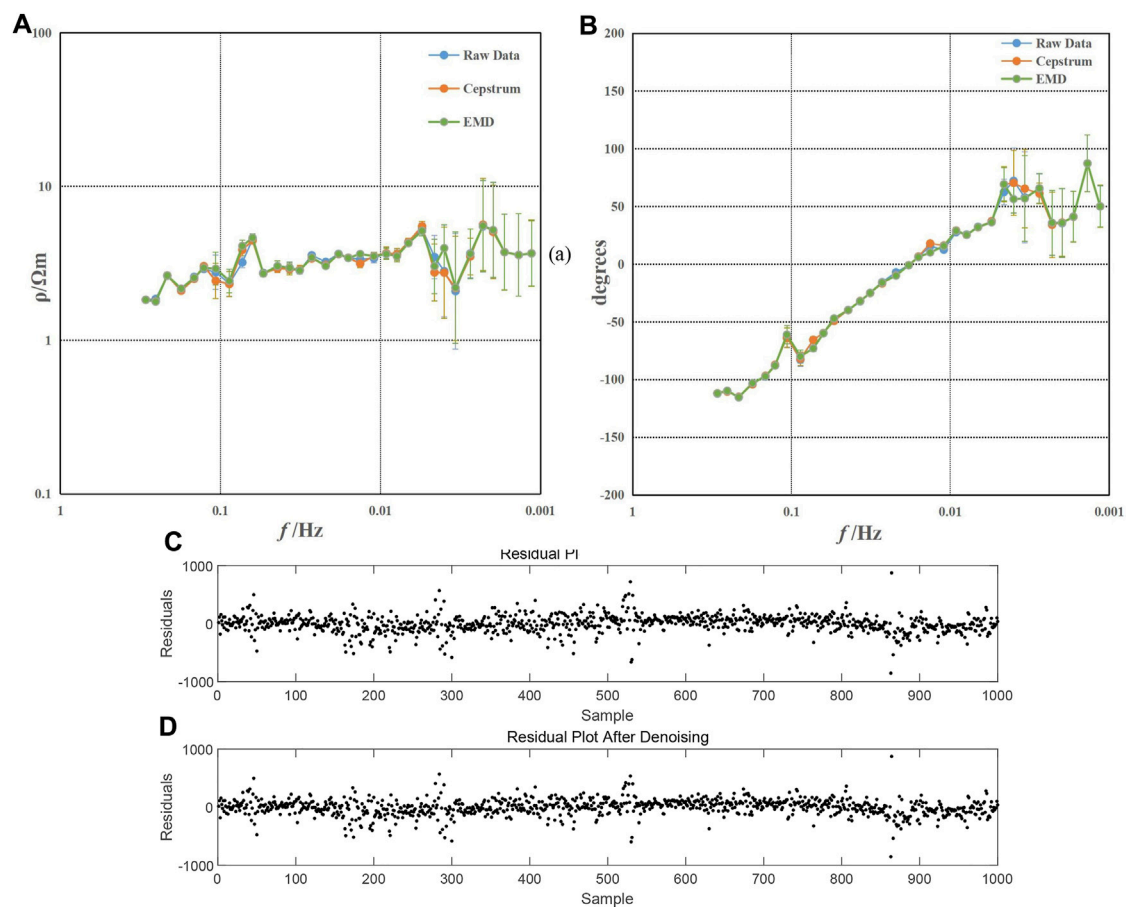 A
100
10
1
0.1
ρ/Ωm
Raw Data
Cepstrum
EMD
1
0.1
0.01
0.001
f /Hz
(a)
B
200
150
100
50
0
-50
-100
-150
-200
degrees
Raw Data
Cepstrum
EMD
1
0.1
0.01
0.001
f /Hz
C
Residual Pl
1000
0
-1000
Residuals
0 100 200 300 400 500 600 700 800 900 1000
Sample
D
Residual Plot After Denoising
1000
0
-1000
Residuals
0 100 200 300 400 500 600 700 800 900 1000
Sample